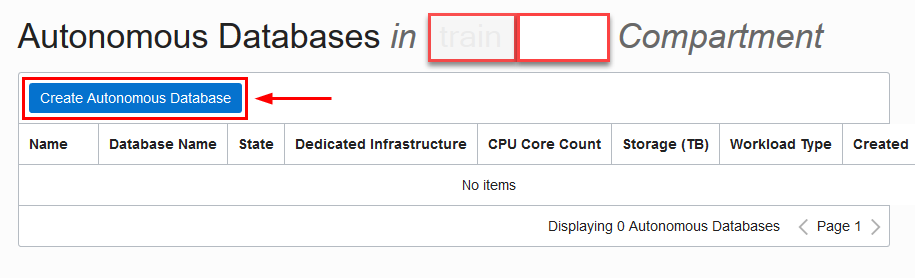 Autonomous Databases in train Compartment
Create Autonomous Database
Name Database Name State Dedicated Infrastructure CPU Core Count Storage (TB) Workload Type Created
No items
Displaying 0 Autonomous Databases < Page 1 >